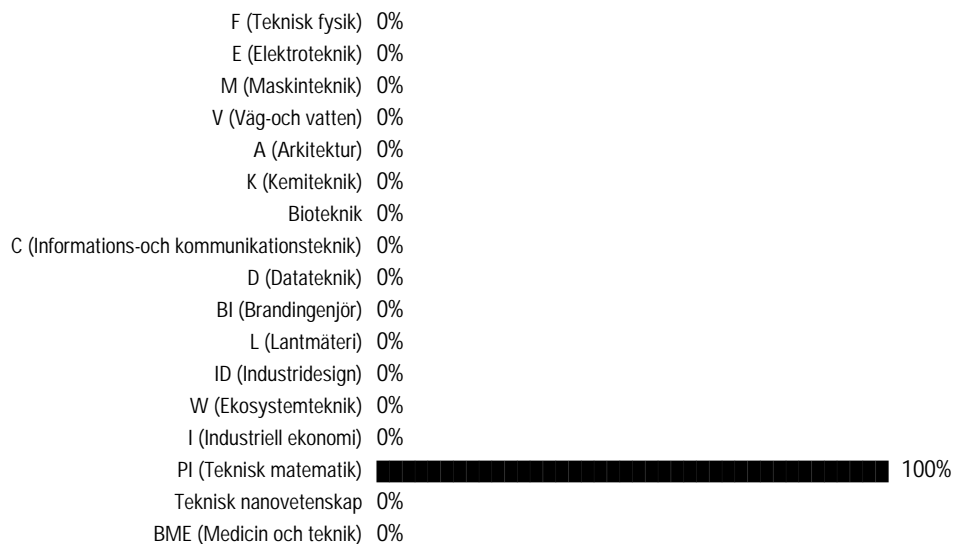 F (Teknisk fysik) 0%
E (Elektroteknik) 0%
M (Maskinteknik) 0%
V (Väg-och vatten) 0%
A (Arkitektur) 0%
K (Kemiteknik) 0%
Bioteknik 0%
C (Informations-och kommunikationsteknik) 0%
D (Datateknik) 0%
BI (Brandingenjör) 0%
L (Lantmäteri) 0%
ID (Industridesign) 0%
W (Ekosystemteknik) 0%
I (Industriell ekonomi) 0%
PI (Teknisk matematik) 100%
Teknisk nanovetenskap 0%
BME (Medicin och teknik) 0%